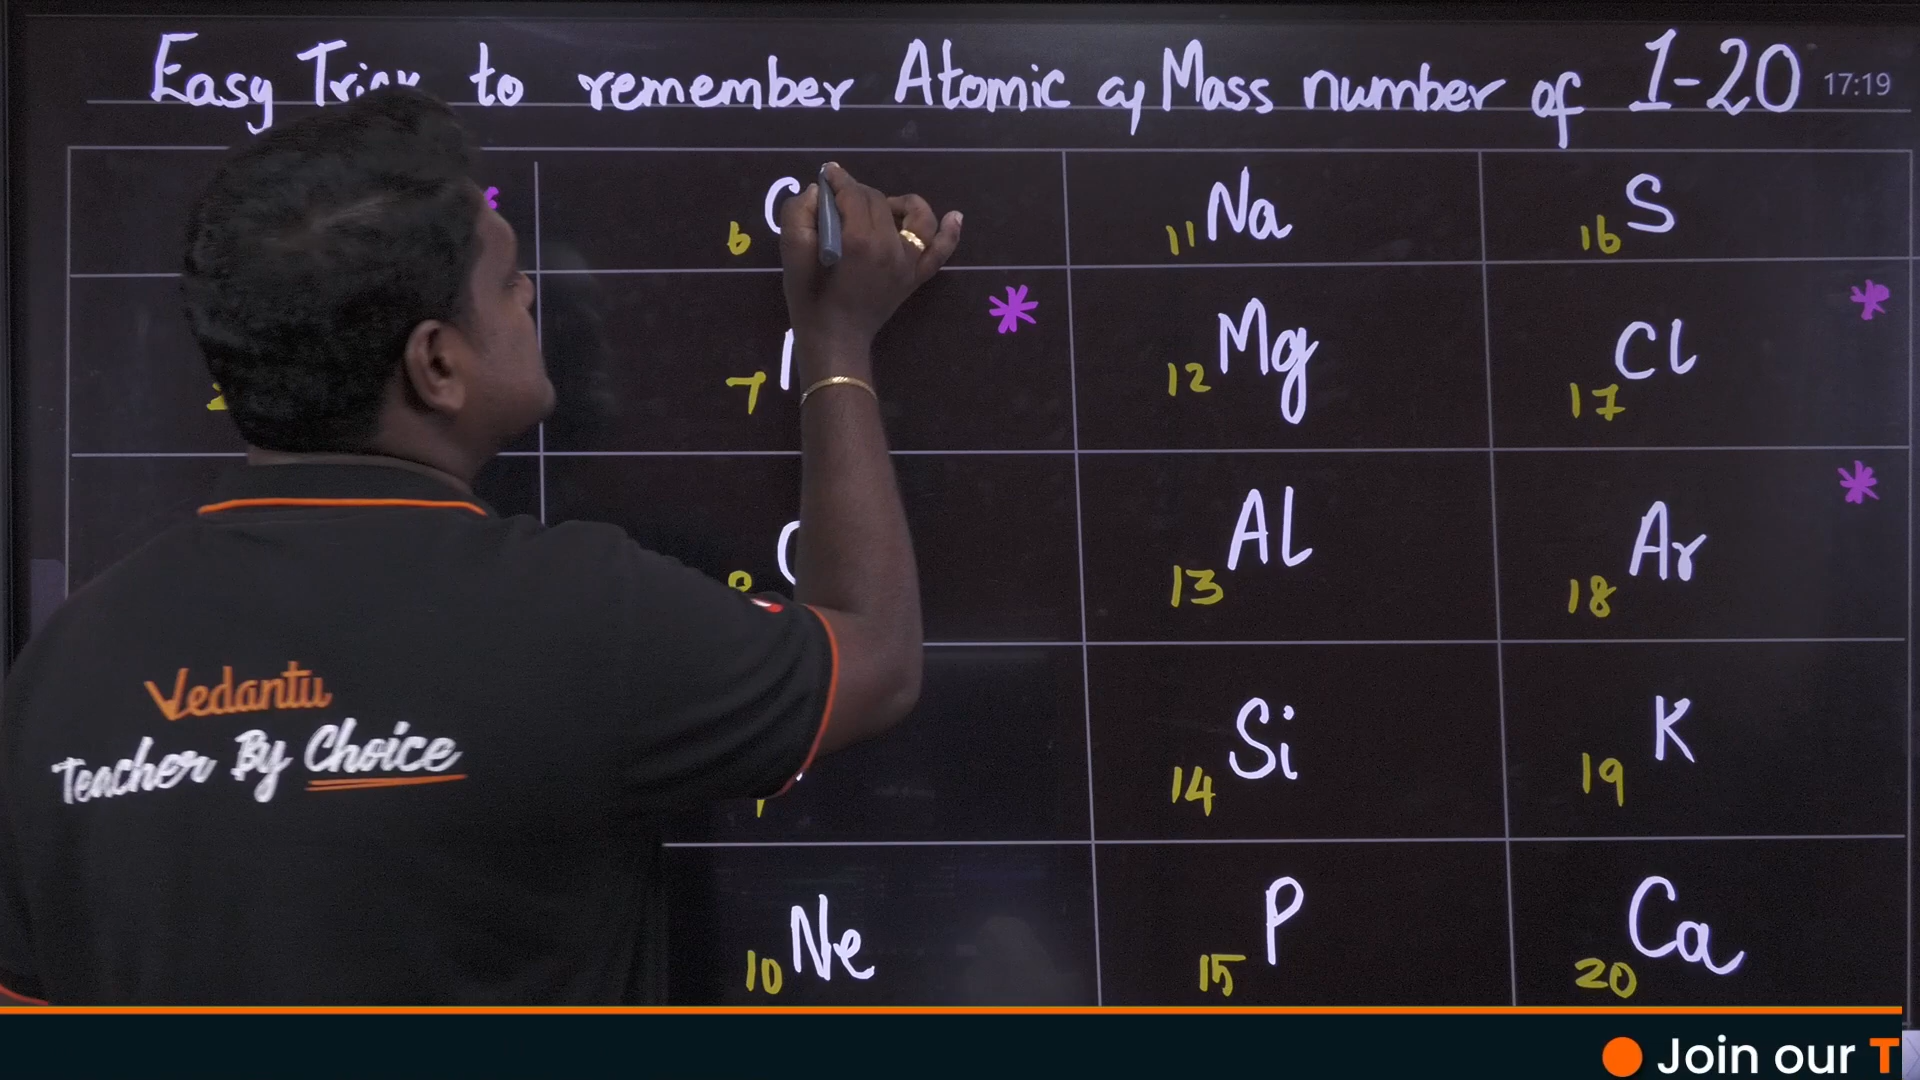 Easy Trick to remember Atomic & Mass number of 1-20
17:19
*
6 C
11 Na
16 S
*
7
12 Mg
17 Cl
*
8
13 Al
18 Ar
*
14 Si
19 K
10 Ne
15 P
20 Ca
Vedantu
Teacher By Choice
Join our T